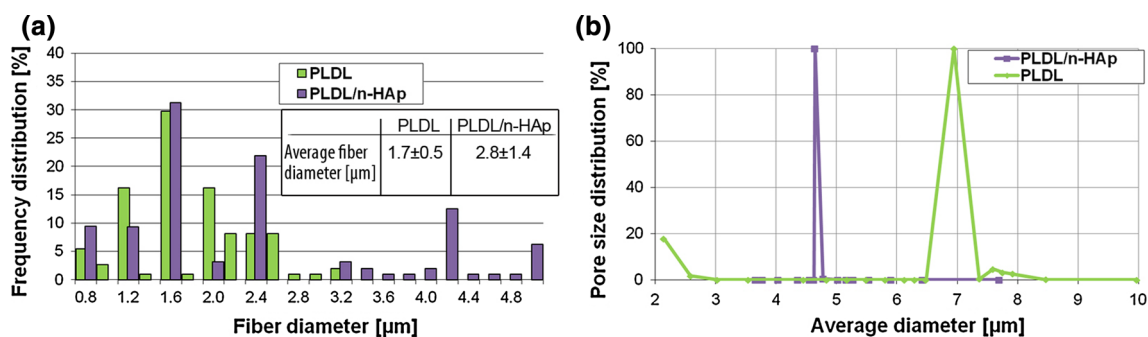 (a)
Frequency distribution [%]
40
35
30
25
20
15
10
5
0
PLDL
PLDL/n-HAp
PLDL PLDL/n-HAp
Average fiber 1.7±0.5 2.8±1.4
diameter [µm]
0.8 1.2 1.6 2.0 2.4 2.8 3.2 3.6 4.0 4.4 4.8
Fiber diameter [µm]
(b)
Pore size distribution [%]
100
80
60
40
20
0
PLDL/n-HAp
PLDL
2 3 4 5 6 7 8 9 10
Average diameter [µm]